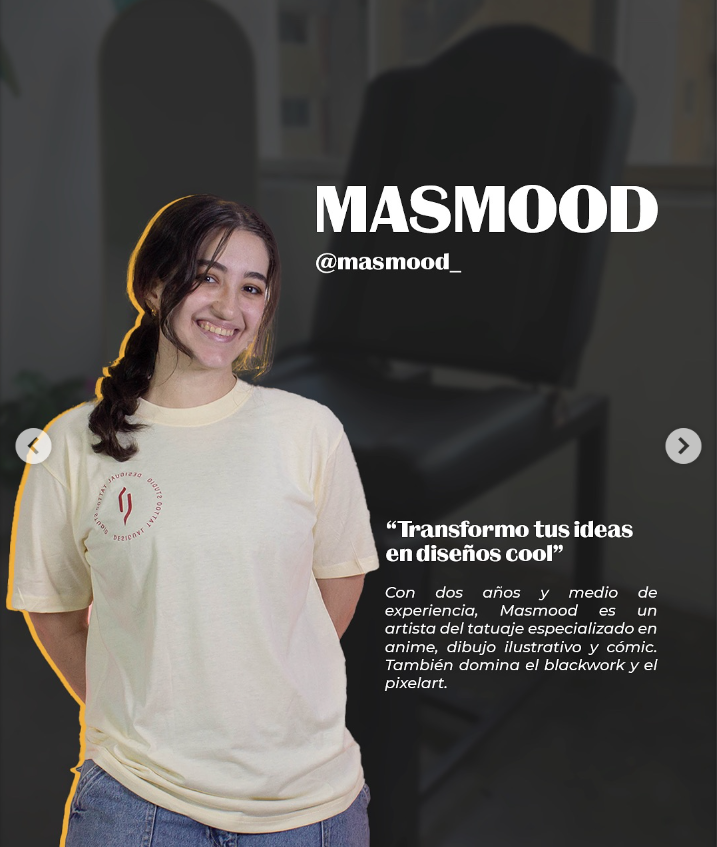 MASMOOD
@masmood_
“Transformo tus ideas
en diseños cool”
Con dos años y medio de
experiencia, Masmood es un
artista del tatuaje especializado en
anime, dibujo ilustrativo y cómic.
También domina el blackwork y el
pixelart.